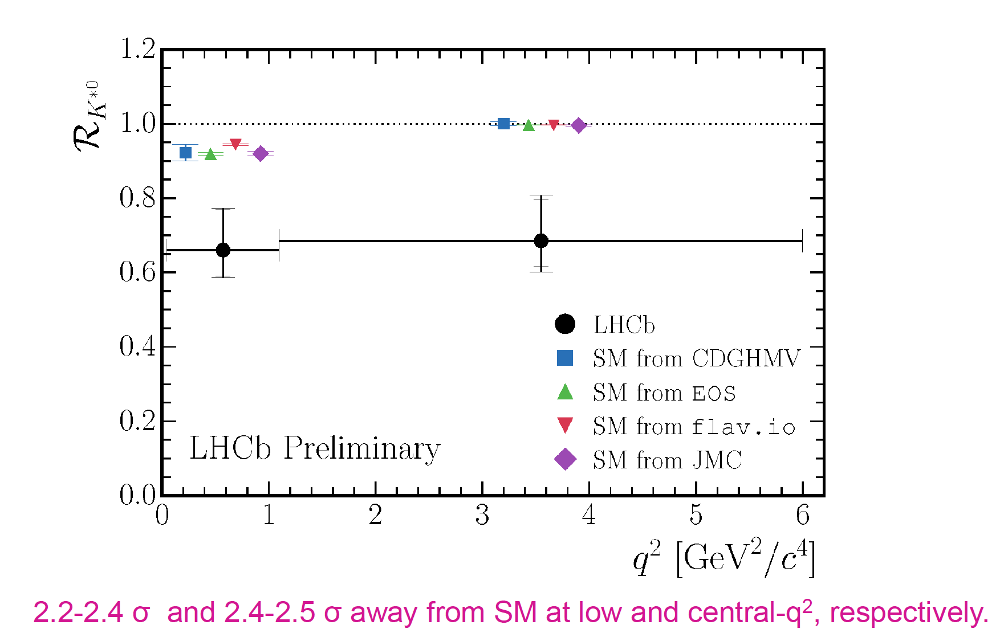 1.2
1.0
0.8
0.6
0.4
0.2
0.0
R_{K^{*0}}
LHCb
SM from CDGHMV
SM from EOS
SM from flav.io
SM from JMC
LHCb Preliminary
0 1 2 3 4 5 6
q² [GeV²/c⁴]
2.2-2.4 σ and 2.4-2.5 σ away from SM at low and central-q², respectively.